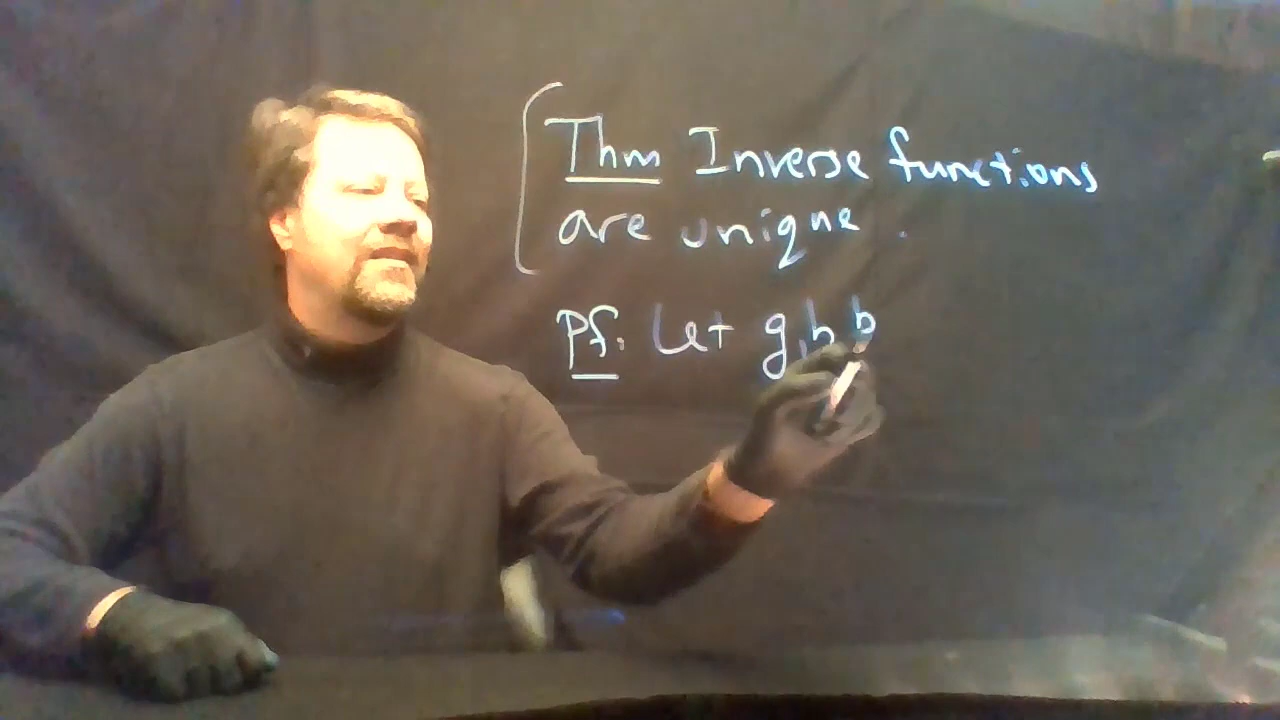 Thm Inverse functions
are unique.
Pf: Let g, h b